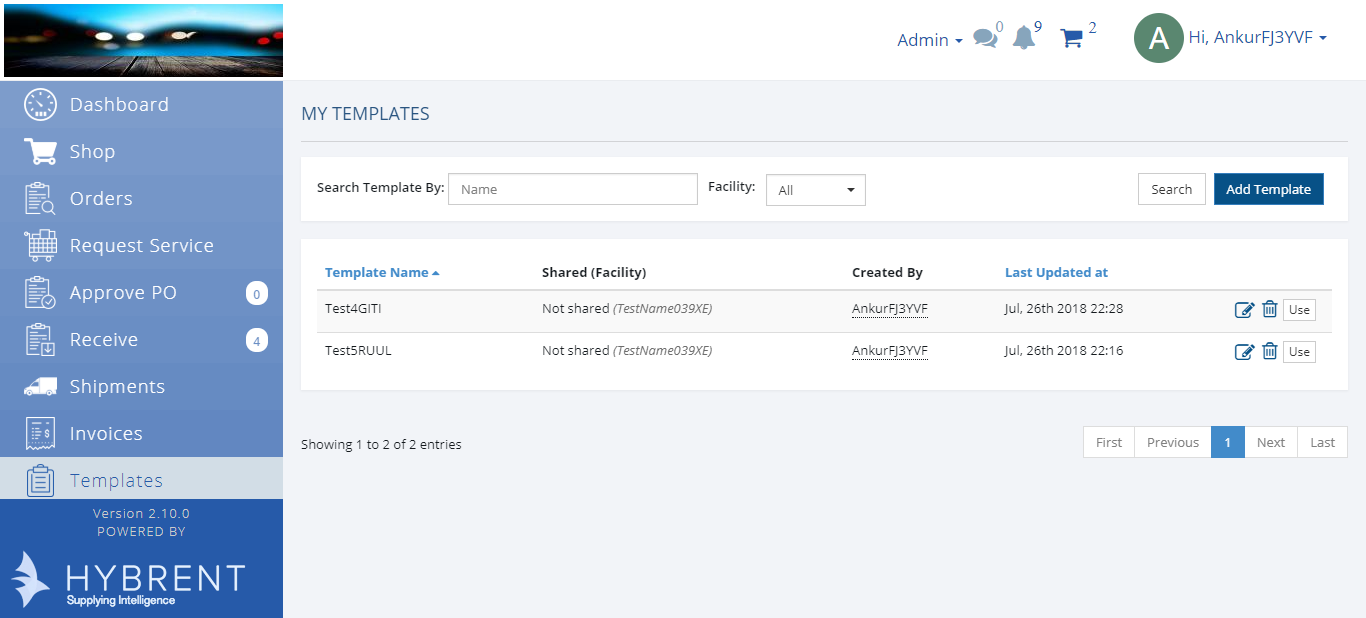 Admin 0 9 2 A Hi, AnkurFJ3YVF
Dashboard
Shop
Orders
Request Service
Approve PO 0
Receive 4
Shipments
Invoices
Templates
Version 2.10.0
POWERED BY
HYBRENT
Supplying Intelligence
MY TEMPLATES
Search Template By: Name Facility: All Search Add Template
Template Name Shared (Facility) Created By Last Updated at
Test4GITI Not shared (TestName039XE) AnkurFJ3YVF Jul, 26th 2018 22:28 Use
Test5RUUL Not shared (TestName039XE) AnkurFJ3YVF Jul, 26th 2018 22:16 Use
Showing 1 to 2 of 2 entries First Previous 1 Next Last